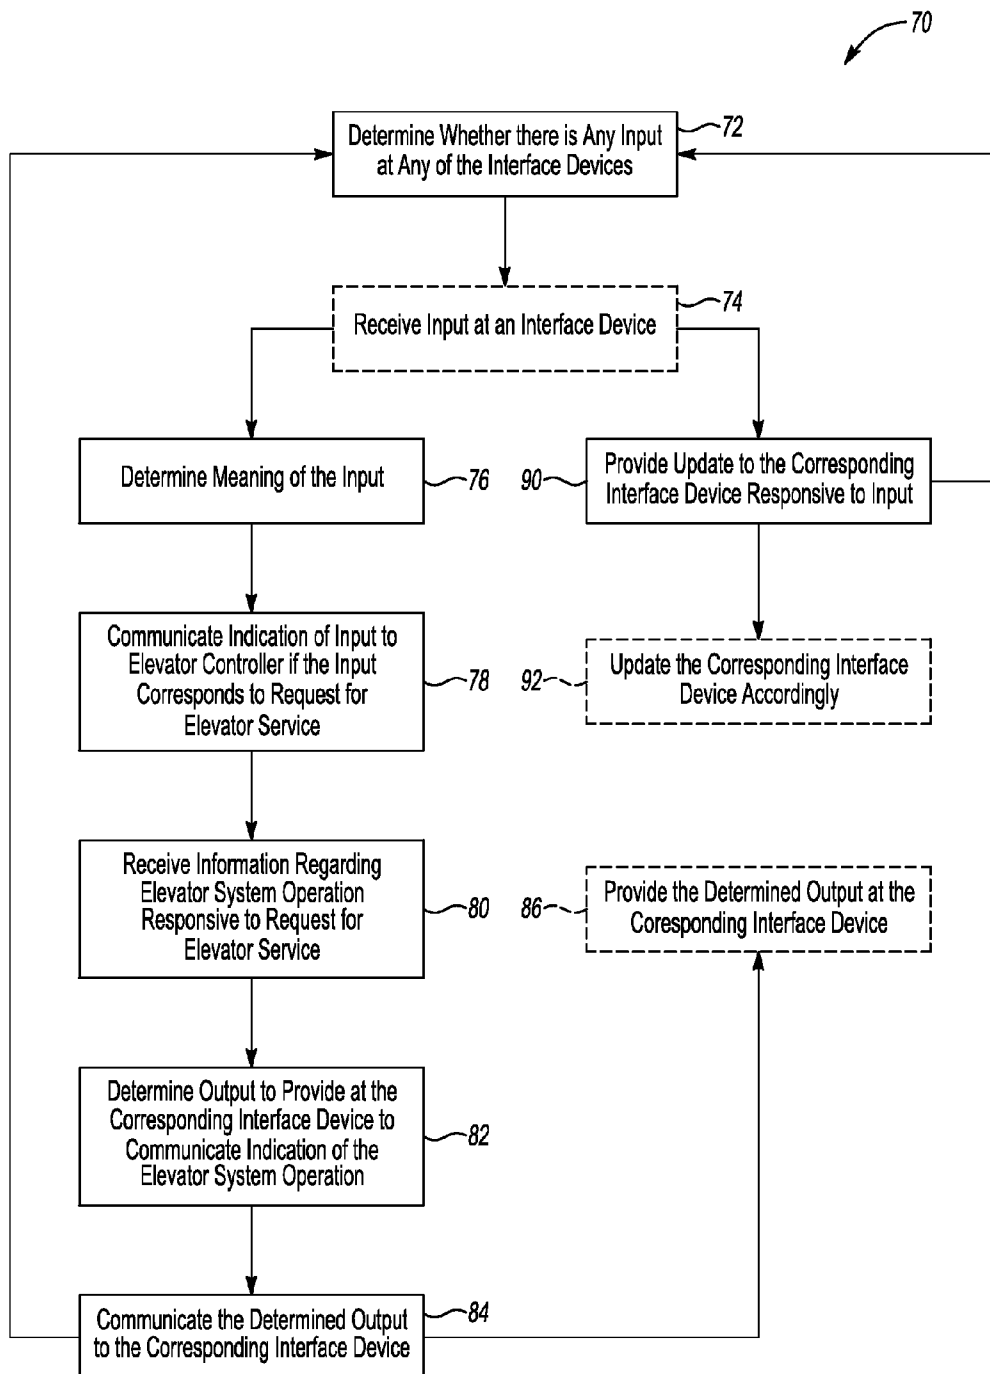 70
Determine Whether there is Any Input
at Any of the Interface Devices
72
Receive Input at an Interface Device
74
Determine Meaning of the Input
76
90
Provide Update to the Corresponding
Interface Device Responsive to Input
Communicate Indication of Input to
Elevator Controller if the Input
Corresponds to Request for
Elevator Service
78
92
Update the Corresponding Interface
Device Accordingly
Receive Information Regarding
Elevator System Operation
Responsive to Request for
Elevator Service
80
86
Provide the Determined Output at the
Coresponding Interface Device
Determine Output to Provide at the
Corresponding Interface Device to
Communicate Indication of the
Elevator System Operation
82
Communicate the Determined Output
to the Corresponding Interface Device
84